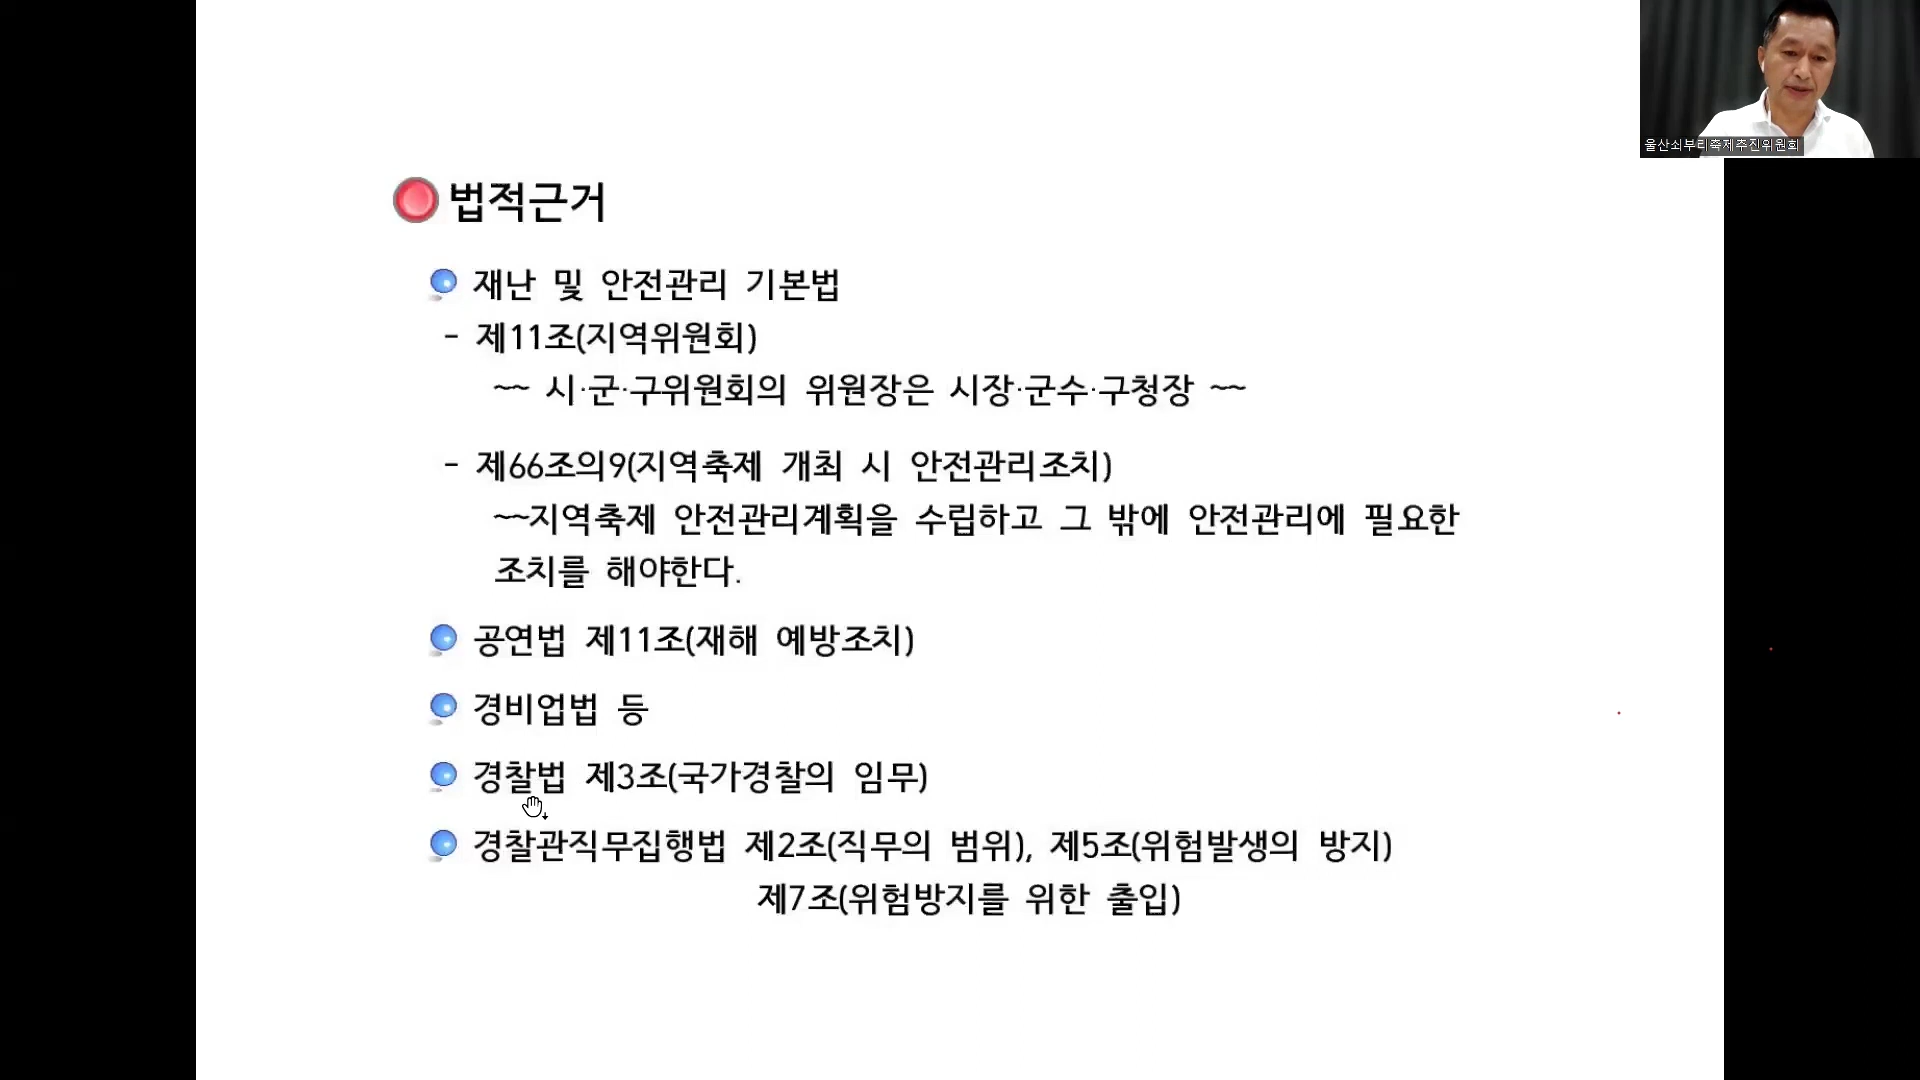 울산쇠부리축제추진위원회
법적근거
재난 및 안전관리 기본법
- 제11조(지역위원회)
~~ 시·군·구위원회의 위원장은 시장·군수·구청장 ~~
- 제66조의9(지역축제 개최 시 안전관리조치)
~~지역축제 안전관리계획을 수립하고 그 밖에 안전관리에 필요한
조치를 해야한다.
공연법 제11조(재해 예방조치)
경비업법 등
경찰법 제3조(국가경찰의 임무)
경찰관직무집행법 제2조(직무의 범위), 제5조(위험발생의 방지)
제7조(위험방지를 위한 출입)